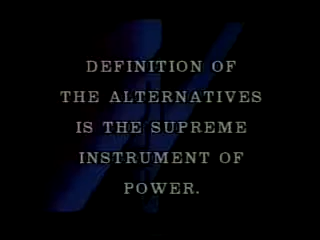 DEFINITION OF
THE ALTERNATIVES
IS THE SUPREME
INSTRUMENT OF
POWER.